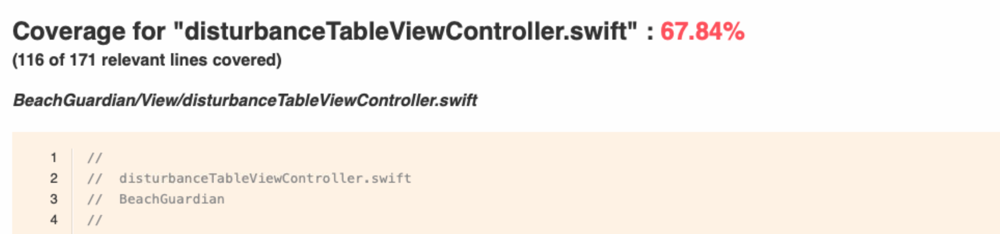 Coverage for "disturbanceTableViewController.swift" : 67.84%
(116 of 171 relevant lines covered)
BeachGuardian/View/disturbanceTableViewController.swift
1 //
2 //  disturbanceTableViewController.swift
3 //  BeachGuardian
4 //